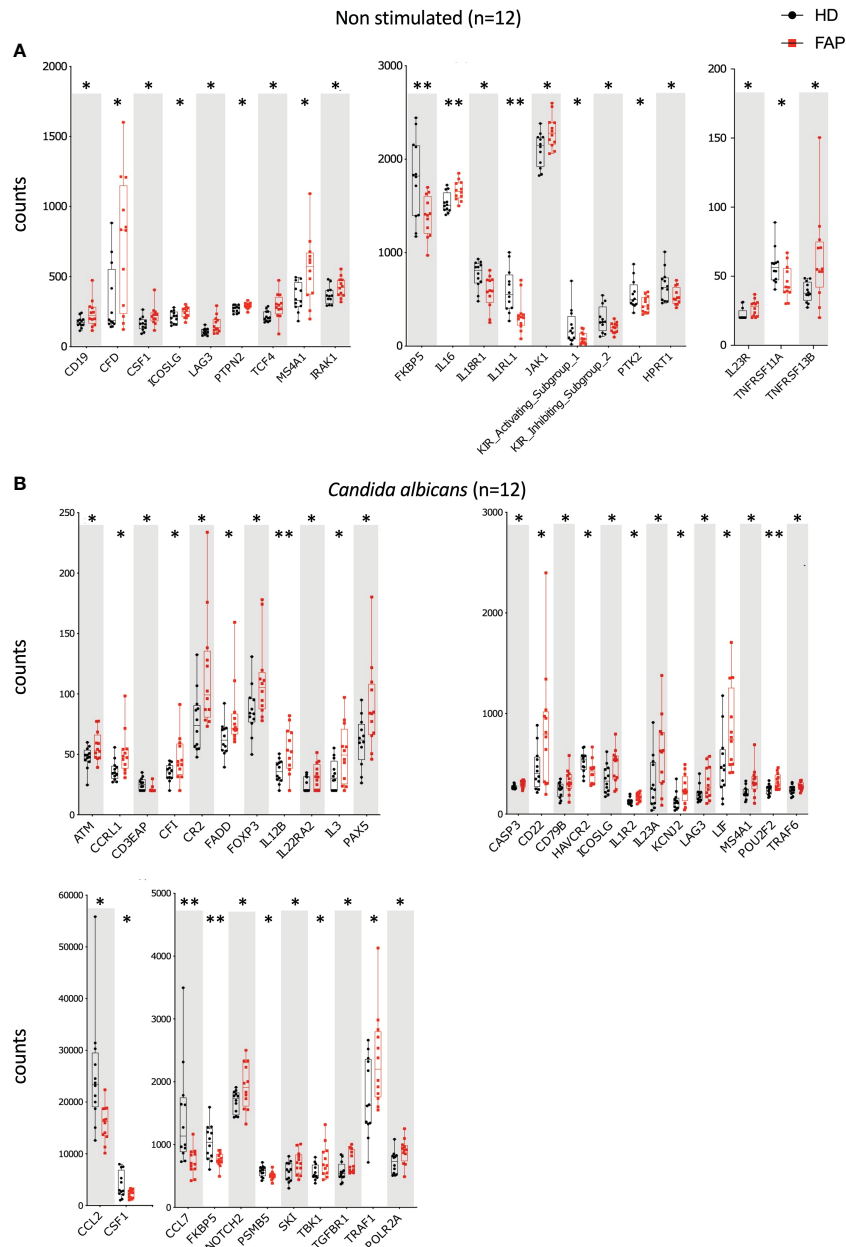 Non stimulated (n=12)
HD
FAP
A
counts
2000
1500
1000
500
0
* * * * * * * * *
CD19 CFD CSF1 ICOSLG LAG3 PTPN2 TCF4 MS4A1 IRAK1
3000
2000
1000
0
** ** * ** * * * * *
FKBP5 IL16 IL18R1 IL1RL1 JAK1 KIR_Activating_Subgroup_1 KIR_Inhibiting_Subgroup_2 PTK2 HPRT1
200
150
100
50
0
* * *
IL23R TNFRSF11A TNFRSF13B
B
Candida albicans (n=12)
counts
250
200
150
100
50
0
* * * * * * * ** * * *
ATM CCRL1 CD3EAP CFI CR2 FADD FOXP3 IL12B IL22RA2 IL3 PAX5
3000
2000
1000
0
* * * * * * * * * * * ** *
CASP3 CD22 CD79B HAVCR2 ICOSLG IL1R2 IL23A KCNJ2 LAG3 LIF MS4A1 POU2F2 TRAF6
counts
60000
50000
40000
30000
20000
10000
0
* *
CCL2 CSF1
5000
4000
3000
2000
1000
0
** ** * * * * * * *
CCL7 FKBP5 NOTCH2 PSMB5 SKI TBK1 TGFBR1 TRAF1 POLR2A